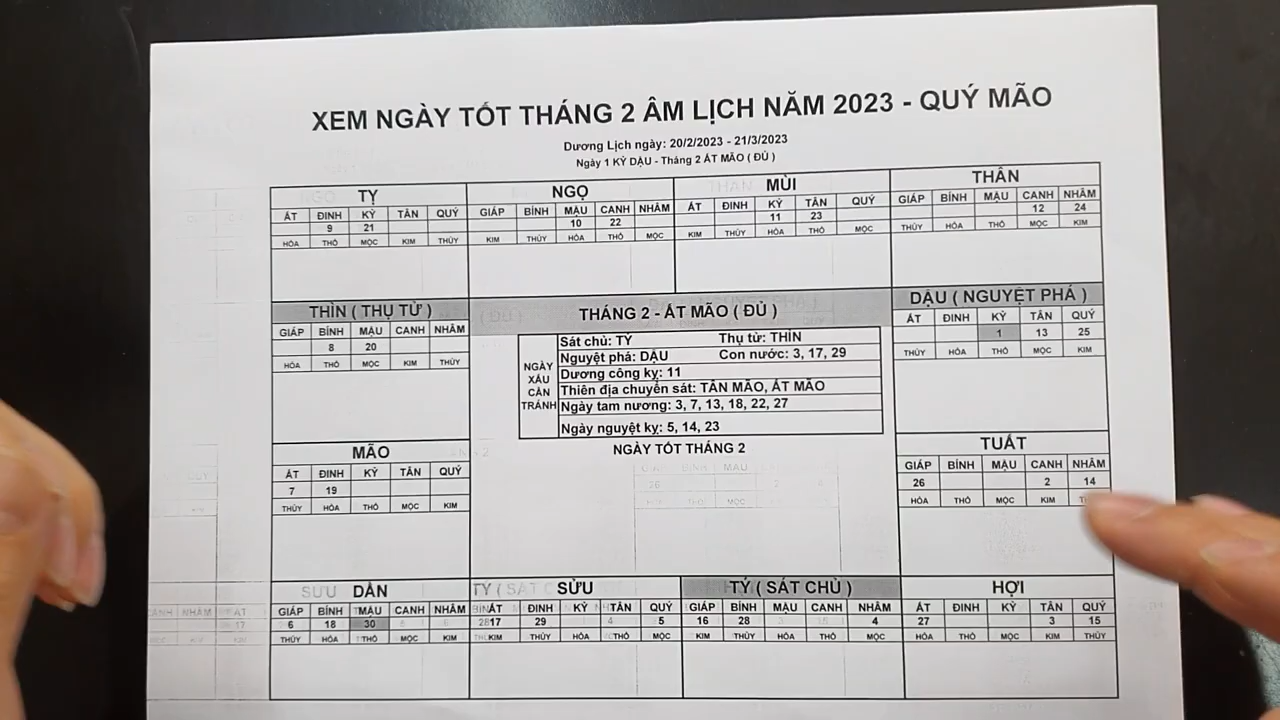 XEM NGÀY TỐT THÁNG 2 ÂM LỊCH NĂM 2023 - QUÝ MÃO
Dương Lịch ngày: 20/2/2023 - 21/3/2023
Ngày 1 KỶ DẬU - Tháng 2 ẤT MÃO ( ĐỦ )
TỴ
ẤT ĐINH KỶ TÂN QUÝ
9 21
HỎA THỔ MỘC KIM THỦY
NGỌ
GIÁP BÍNH MẬU CANH NHÂM
10 22
KIM THỦY HỎA THỔ MỘC
MÙI
ẤT ĐINH KỶ TÂN QUÝ
11 23
KIM THỦY HỎA THỔ MỘC
THÂN
GIÁP BÍNH MẬU CANH NHÂM
12 24
THỦY HỎA THỔ MỘC KIM
THÌN ( THỤ TỬ )
GIÁP BÍNH MẬU CANH NHÂM
8 20
HỎA THỔ MỘC KIM THỦY
THÁNG 2 - ẤT MÃO ( ĐỦ )
NGÀY XẤU CẦN TRÁNH
Sát chủ: TÝ Thụ tử: THÌN
Nguyệt phá: DẬU Con nước: 3, 17, 29
Dương công kỵ: 11
Thiên địa chuyển sát: TÂN MÃO, ẤT MÃO
Ngày tam nương: 3, 7, 13, 18, 22, 27
Ngày nguyệt kỵ: 5, 14, 23
NGÀY TỐT THÁNG 2
DẬU ( NGUYỆT PHÁ )
ẤT ĐINH KỶ TÂN QUÝ
1 13 25
THỦY HỎA THỔ MỘC KIM
MÃO
ẤT ĐINH KỶ TÂN QUÝ
7 19
THỦY HỎA THỔ MỘC KIM
TUẤT
GIÁP BÍNH MẬU CANH NHÂM
26 2 14
HỎA THỔ MỘC KIM
DẦN
GIÁP BÍNH MẬU CANH NHÂM
6 18 30
THỦY HỎA THỔ MỘC KIM
SỬU
ẤT ĐINH KỶ TÂN QUÝ
17 29 5
KIM THỦY HỎA THỔ MỘC
TÝ ( SÁT CHỦ )
GIÁP BÍNH MẬU CANH NHÂM
16 28 4
KIM THỦY HỎA THỔ MỘC
HỢI
ẤT ĐINH KỶ TÂN QUÝ
27 3 15
HỎA THỔ MỘC KIM THỦY